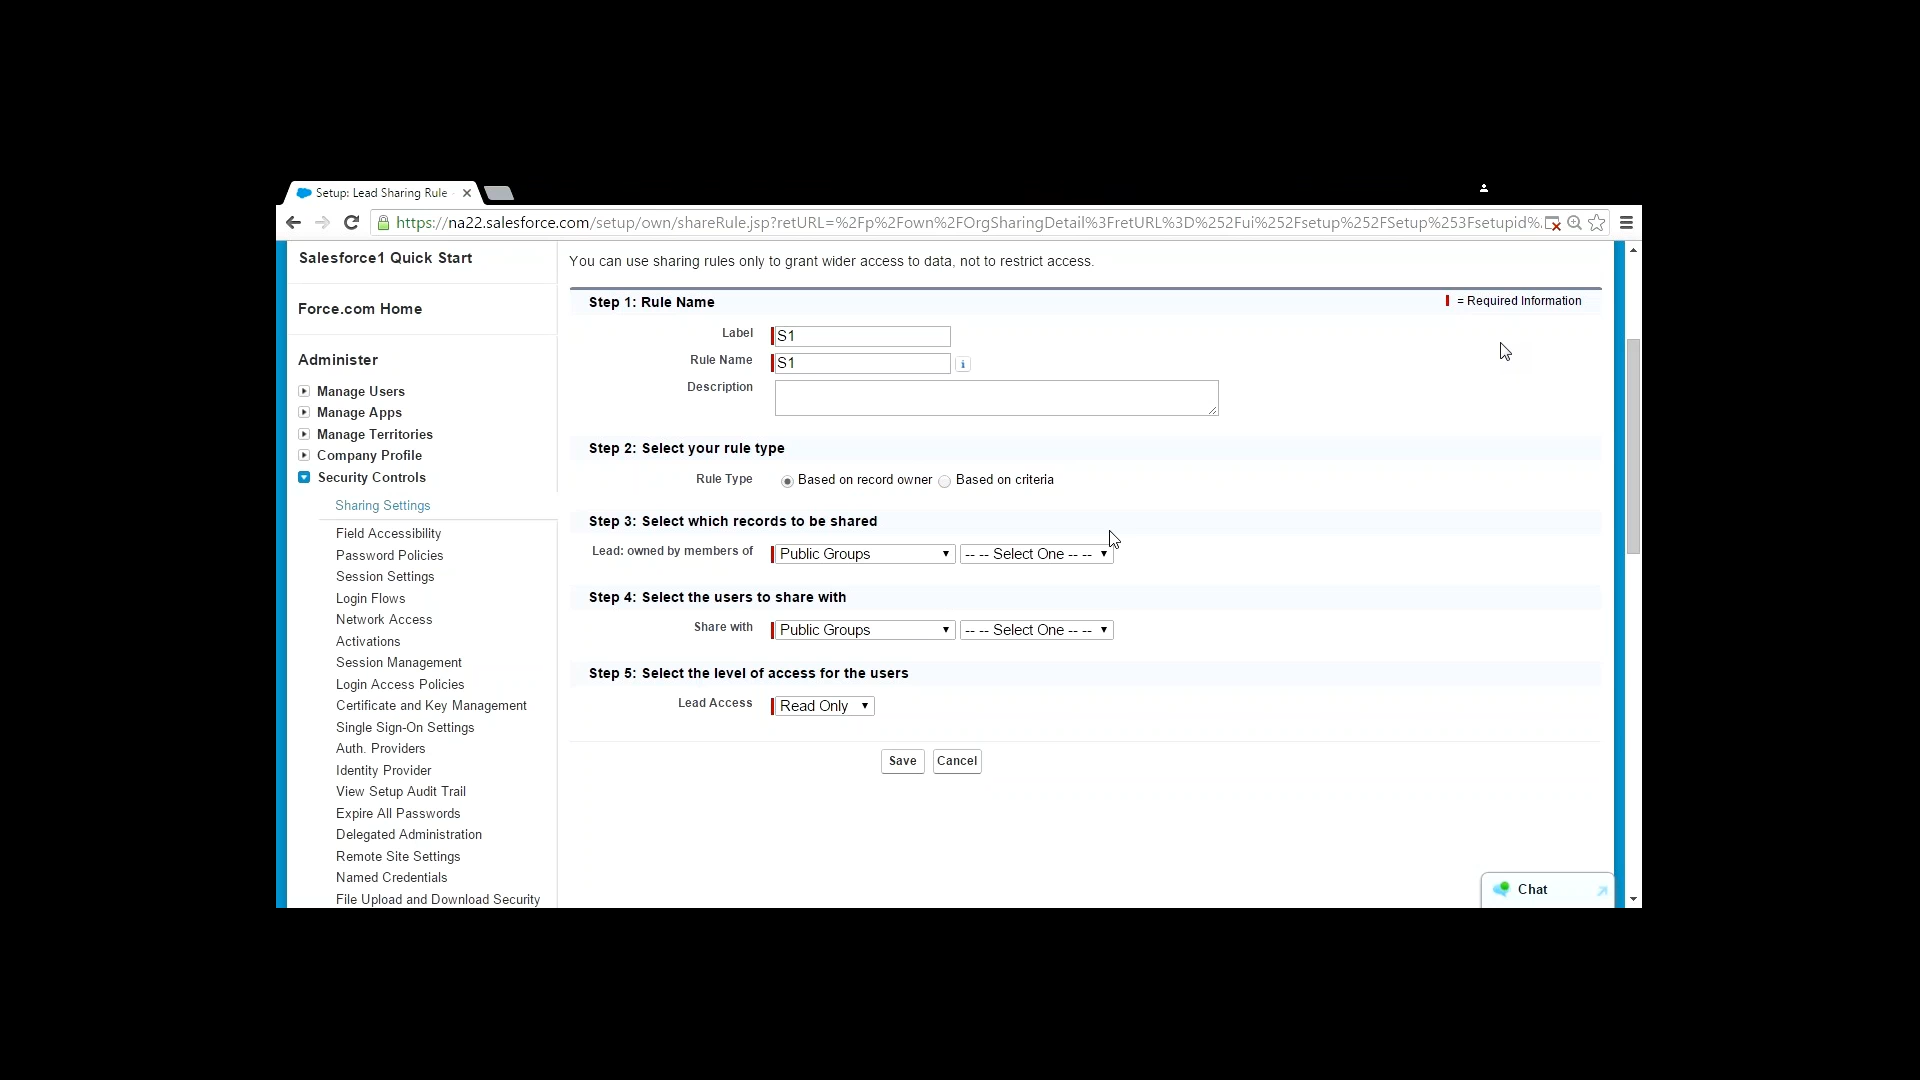 Setup: Lead Sharing Rule
https://na22.salesforce.com/setup/own/shareRule.jsp?retURL=%2Fp%2Fown%2FOrgSharingDetail%3FretURL%3D%252Fui%252Fsetup%252FSetup%253Fsetupid%
Salesforce1 Quick Start
Force.com Home
Administer
Manage Users
Manage Apps
Manage Territories
Company Profile
Security Controls
Sharing Settings
Field Accessibility
Password Policies
Session Settings
Login Flows
Network Access
Activations
Session Management
Login Access Policies
Certificate and Key Management
Single Sign-On Settings
Auth. Providers
Identity Provider
View Setup Audit Trail
Expire All Passwords
Delegated Administration
Remote Site Settings
Named Credentials
File Upload and Download Security
You can use sharing rules only to grant wider access to data, not to restrict access.
Step 1: Rule Name = Required Information
Label S1
Rule Name S1 i
Description
Step 2: Select your rule type
Rule Type Based on record owner Based on criteria
Step 3: Select which records to be shared
Lead: owned by members of Public Groups -- -- Select One -- --
Step 4: Select the users to share with
Share with Public Groups -- -- Select One -- --
Step 5: Select the level of access for the users
Lead Access Read Only
Save Cancel
Chat